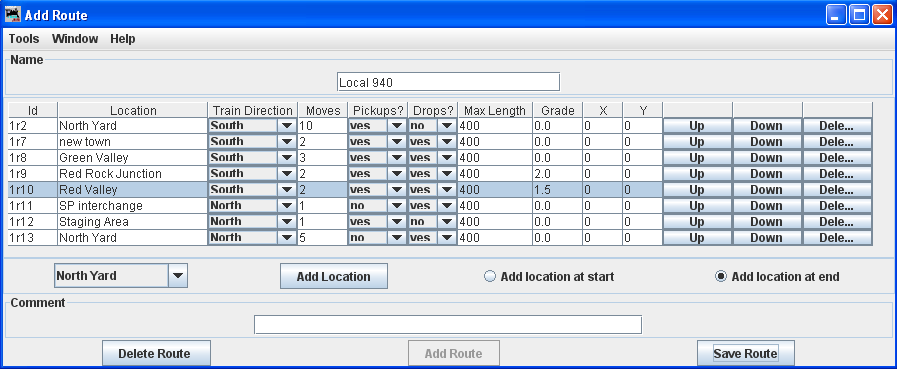 Add Route
Tools Window Help
Name
Local 940
Id Location Train Direction Moves Pickups? Drops? Max Length Grade X Y
1r2 North Yard South 10 yes no 400 0.0 0 0 Up Down Dele...
1r7 new town South 2 yes yes 400 0.0 0 0 Up Down Dele...
1r8 Green Valley South 3 yes yes 400 0.0 0 0 Up Down Dele...
1r9 Red Rock Junction South 2 yes yes 400 2.0 0 0 Up Down Dele...
1r10 Red Valley South 2 yes yes 400 1.5 0 0 Up Down Dele...
1r11 SP interchange North 1 no yes 400 0.0 0 0 Up Down Dele...
1r12 Staging Area North 1 yes no 400 0.0 0 0 Up Down Dele...
1r13 North Yard North 5 no yes 400 0.0 0 0 Up Down Dele...
North Yard Add Location Add location at start Add location at end
Comment
Delete Route Add Route Save Route